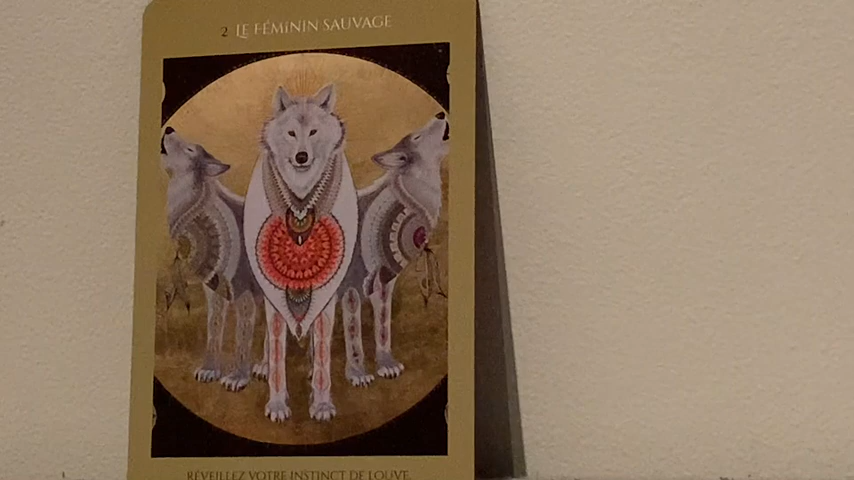 2 LE FÉMININ SAUVAGE
RÉVEILLEZ VOTRE INSTINCT DE LOUVE.